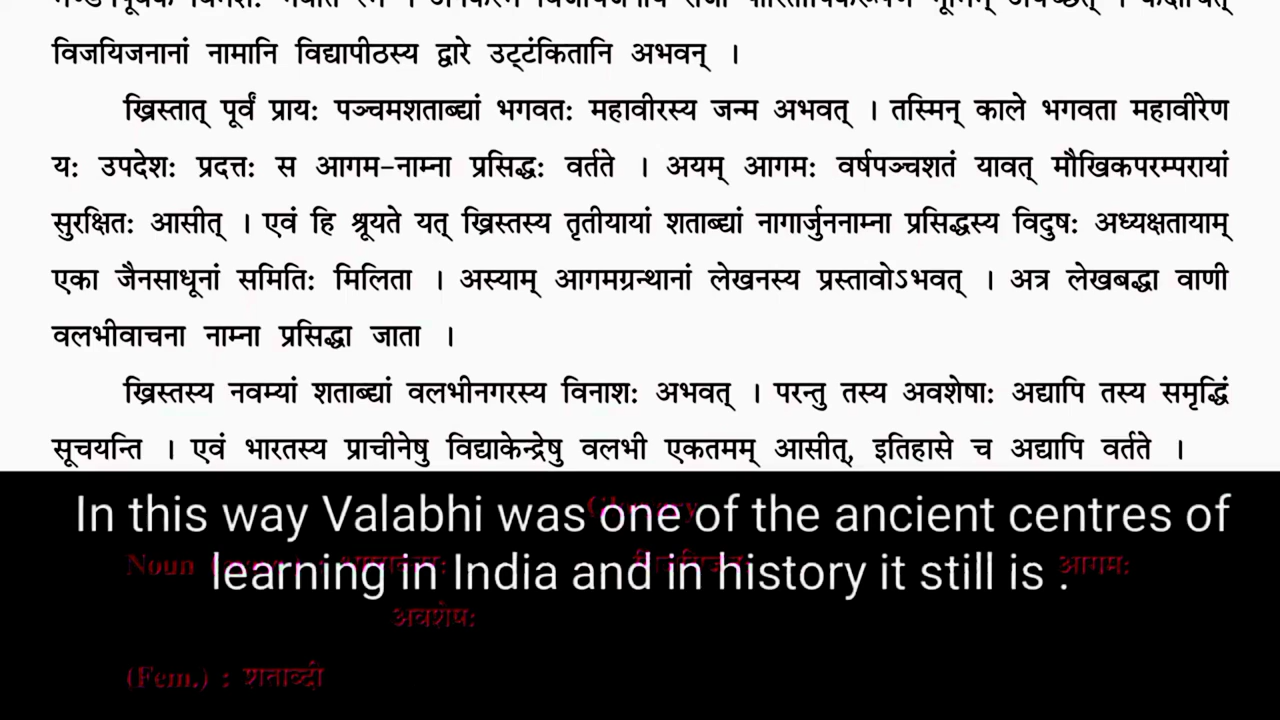 विजयिजनानां नामानि विद्यापीठस्य द्वारे उट्टंकितानि अभवन् ।
ख्रिस्तात् पूर्वं प्राय: पञ्चमशताब्द्यां भगवत: महावीरस्य जन्म अभवत् । तस्मिन् काले भगवता महावीरेण
य: उपदेश: प्रदत्त: स आगम-नाम्ना प्रसिद्ध: वर्तते । अयम् आगम: वर्षपञ्चशतं यावत् मौखिकपरम्परायां
सुरक्षित: आसीत् । एवं हि श्रूयते यत् ख्रिस्तस्य तृतीयायां शताब्द्यां नागार्जुननाम्ना प्रसिद्धस्य विदुष: अध्यक्षतायाम्
एका जैनसाधूनां समिति: मिलिता । अस्याम् आगमग्रन्थानां लेखनस्य प्रस्तावोऽभवत् । अत्र लेखबद्धा वाणी
वलभीवाचना नाम्ना प्रसिद्धा जाता ।
ख्रिस्तस्य नवम्यां शताब्द्यां वलभीनगरस्य विनाश: अभवत् । परन्तु तस्य अवशेषा: अद्यापि तस्य समृद्धिं
सूचयन्ति । एवं भारतस्य प्राचीनेषु विद्याकेन्द्रेषु वलभी एकतमम् आसीत्, इतिहासे च अद्यापि वर्तते ।
In this way Valabhi was one of the ancient centres of
learning in India and in history it still is .
Noun
आगम:
अवशेष:
(Fem.) : शताब्दी